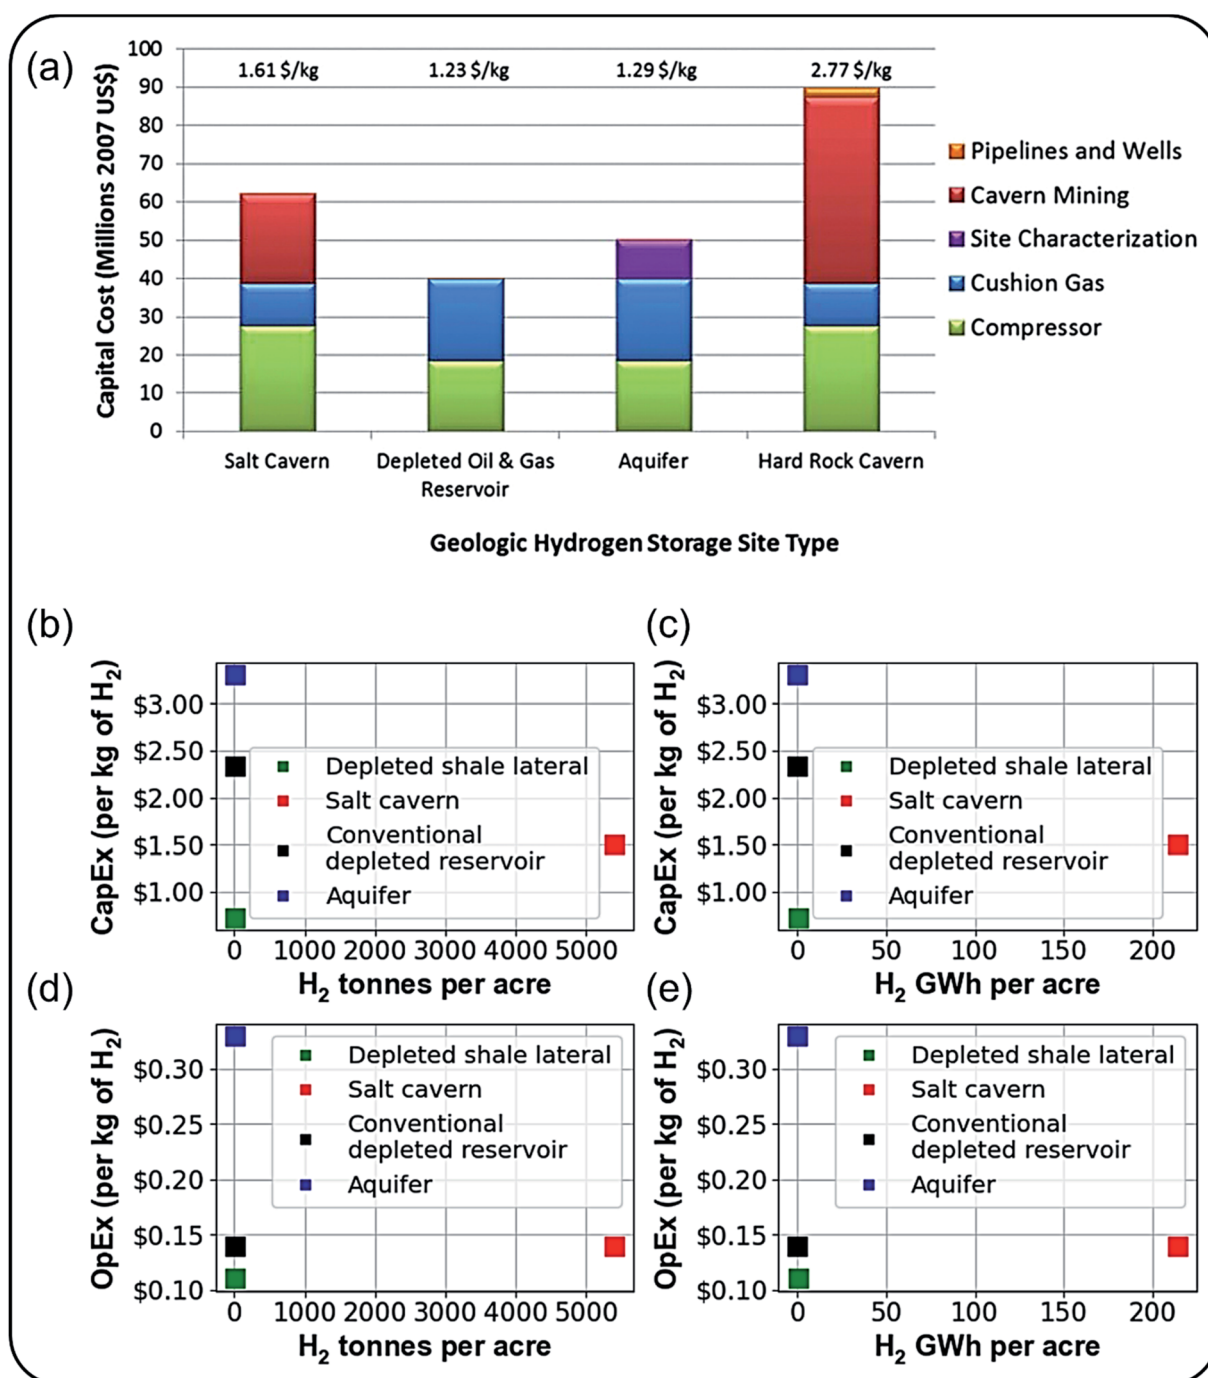 (a)
Capital Cost (Millions 2007 US$)
100
90
80
70
60
50
40
30
20
10
0
1.61 $/kg
1.23 $/kg
1.29 $/kg
2.77 $/kg
Pipelines and Wells
Cavern Mining
Site Characterization
Cushion Gas
Compressor
Salt Cavern
Depleted Oil & Gas
Reservoir
Aquifer
Hard Rock Cavern
Geologic Hydrogen Storage Site Type
(b)
CapEx (per kg of H₂)
$3.00
$2.50
$2.00
$1.50
$1.00
Depleted shale lateral
Salt cavern
Conventional
depleted reservoir
Aquifer
0 1000 2000 3000 4000 5000
H₂ tonnes per acre
(c)
CapEx (per kg of H₂)
$3.00
$2.50
$2.00
$1.50
$1.00
Depleted shale lateral
Salt cavern
Conventional
depleted reservoir
Aquifer
0 50 100 150 200
H₂ GWh per acre
(d)
OpEx (per kg of H₂)
$0.30
$0.25
$0.20
$0.15
$0.10
Depleted shale lateral
Salt cavern
Conventional
depleted reservoir
Aquifer
0 1000 2000 3000 4000 5000
H₂ tonnes per acre
(e)
OpEx (per kg of H₂)
$0.30
$0.25
$0.20
$0.15
$0.10
Depleted shale lateral
Salt cavern
Conventional
depleted reservoir
Aquifer
0 50 100 150 200
H₂ GWh per acre